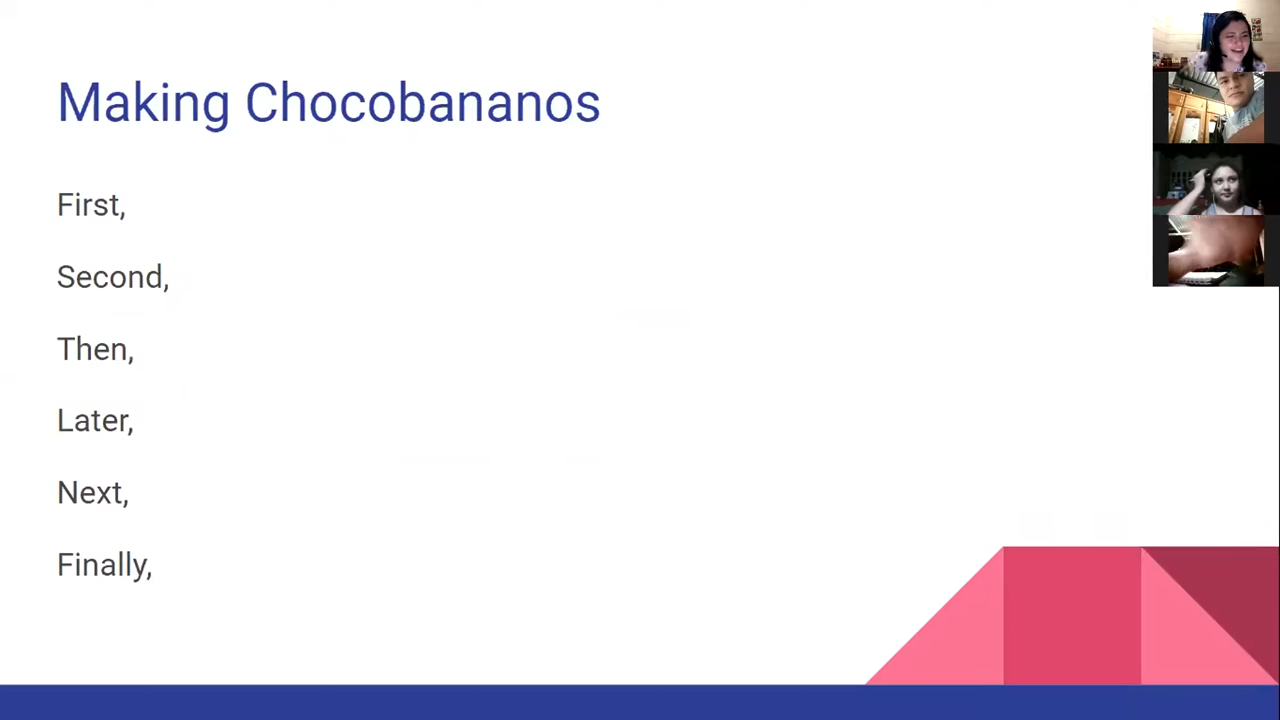 Making Chocobananos
First,
Second,
Then,
Later,
Next,
Finally,